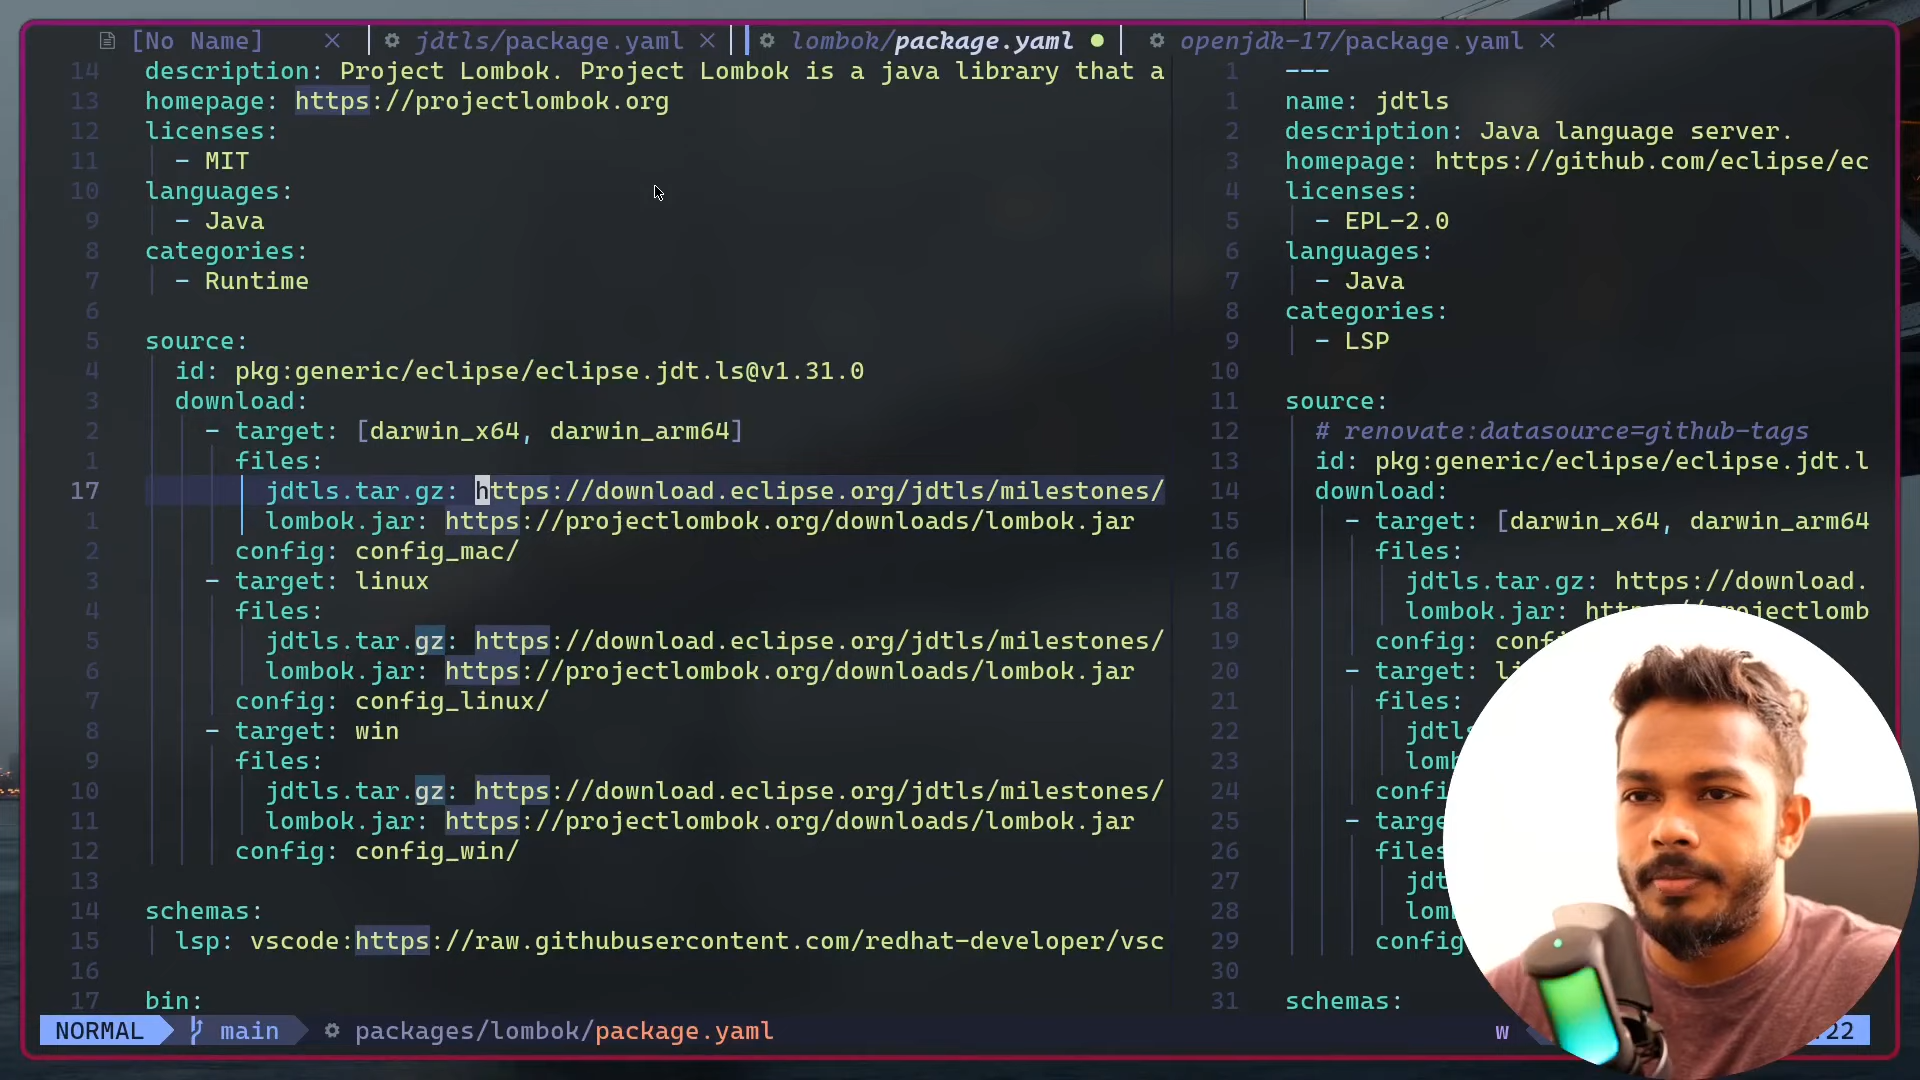 [No Name]
jdtls/package.yaml
lombok/package.yaml
openjdk-17/package.yaml
14 description: Project Lombok. Project Lombok is a java library that a
13 homepage: https://projectlombok.org
12 licenses:
11 - MIT
10 languages:
9 - Java
8 categories:
7 - Runtime
6
5 source:
4 id: pkg:generic/eclipse/eclipse.jdt.ls@v1.31.0
3 download:
2 - target: [darwin_x64, darwin_arm64]
1 files:
17 jdtls.tar.gz: https://download.eclipse.org/jdtls/milestones/
1 lombok.jar: https://projectlombok.org/downloads/lombok.jar
2 config: config_mac/
3 - target: linux
4 files:
5 jdtls.tar.gz: https://download.eclipse.org/jdtls/milestones/
6 lombok.jar: https://projectlombok.org/downloads/lombok.jar
7 config: config_linux/
8 - target: win
9 files:
10 jdtls.tar.gz: https://download.eclipse.org/jdtls/milestones/
11 lombok.jar: https://projectlombok.org/downloads/lombok.jar
12 config: config_win/
13
14 schemas:
15 lsp: vscode:https://raw.githubusercontent.com/redhat-developer/vsc
16
17 bin:
1 ---
1 name: jdtls
2 description: Java language server.
3 homepage: https://github.com/eclipse/ec
4 licenses:
5 - EPL-2.0
6 languages:
7 - Java
8 categories:
9 - LSP
10
11 source:
12 # renovate:datasource=github-tags
13 id: pkg:generic/eclipse/eclipse.jdt.l
14 download:
15 - target: [darwin_x64, darwin_arm64
16 files:
17 jdtls.tar.gz: https://download.
18 lombok.jar:
19 config:
20 - target:
21 files:
22
23
24
25 -
26
27
28
29
30
31 schemas:
NORMAL main packages/lombok/package.yaml
w
22